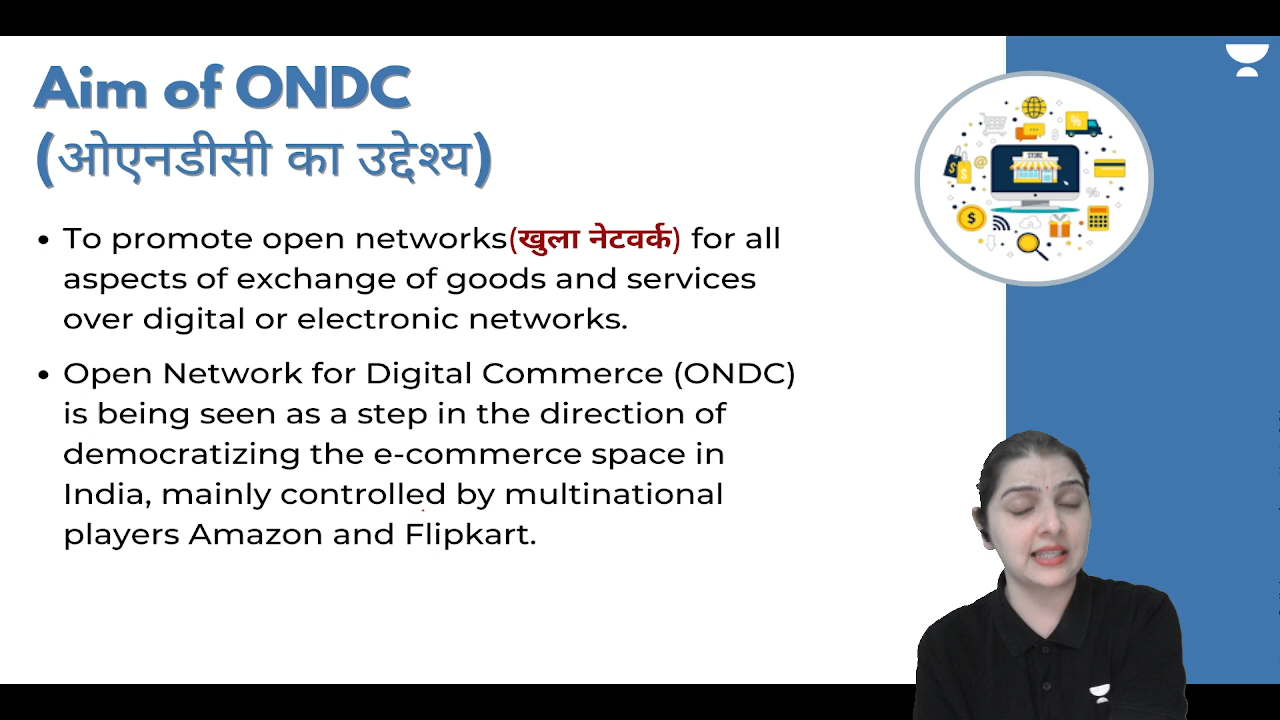 Aim of ONDC
(ओएनडीसी का उद्देश्य)
• To promote open networks(खुला नेटवर्क) for all
aspects of exchange of goods and services
over digital or electronic networks.
• Open Network for Digital Commerce (ONDC)
is being seen as a step in the direction of
democratizing the e-commerce space in
India, mainly controlled by multinational
players Amazon and Flipkart.
STORE